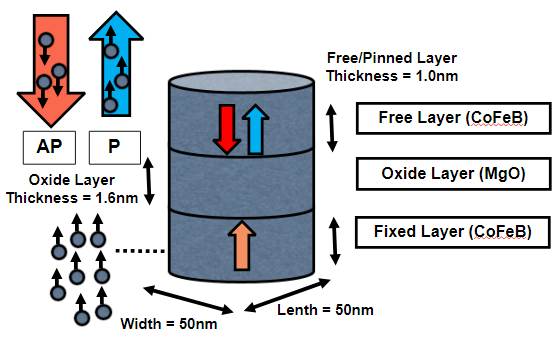 Free/Pinned Layer
Thickness = 1.0nm
Free Layer (CoFeB)
AP
P
Oxide Layer
Thickness = 1.6nm
Oxide Layer (MgO)
Fixed Layer (CoFeB)
Width = 50nm
Lenth = 50nm